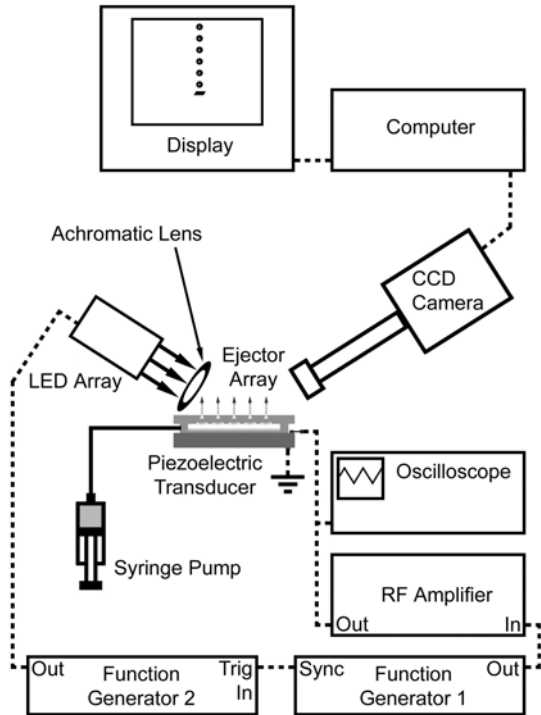 Display
Computer
Achromatic Lens
CCD
Camera
LED Array
Ejector
Array
Piezoelectric
Transducer
Oscilloscope
Syringe Pump
RF Amplifier
Out
In
Out
Function
Generator 2
Trig
In
Sync
Function
Generator 1
Out